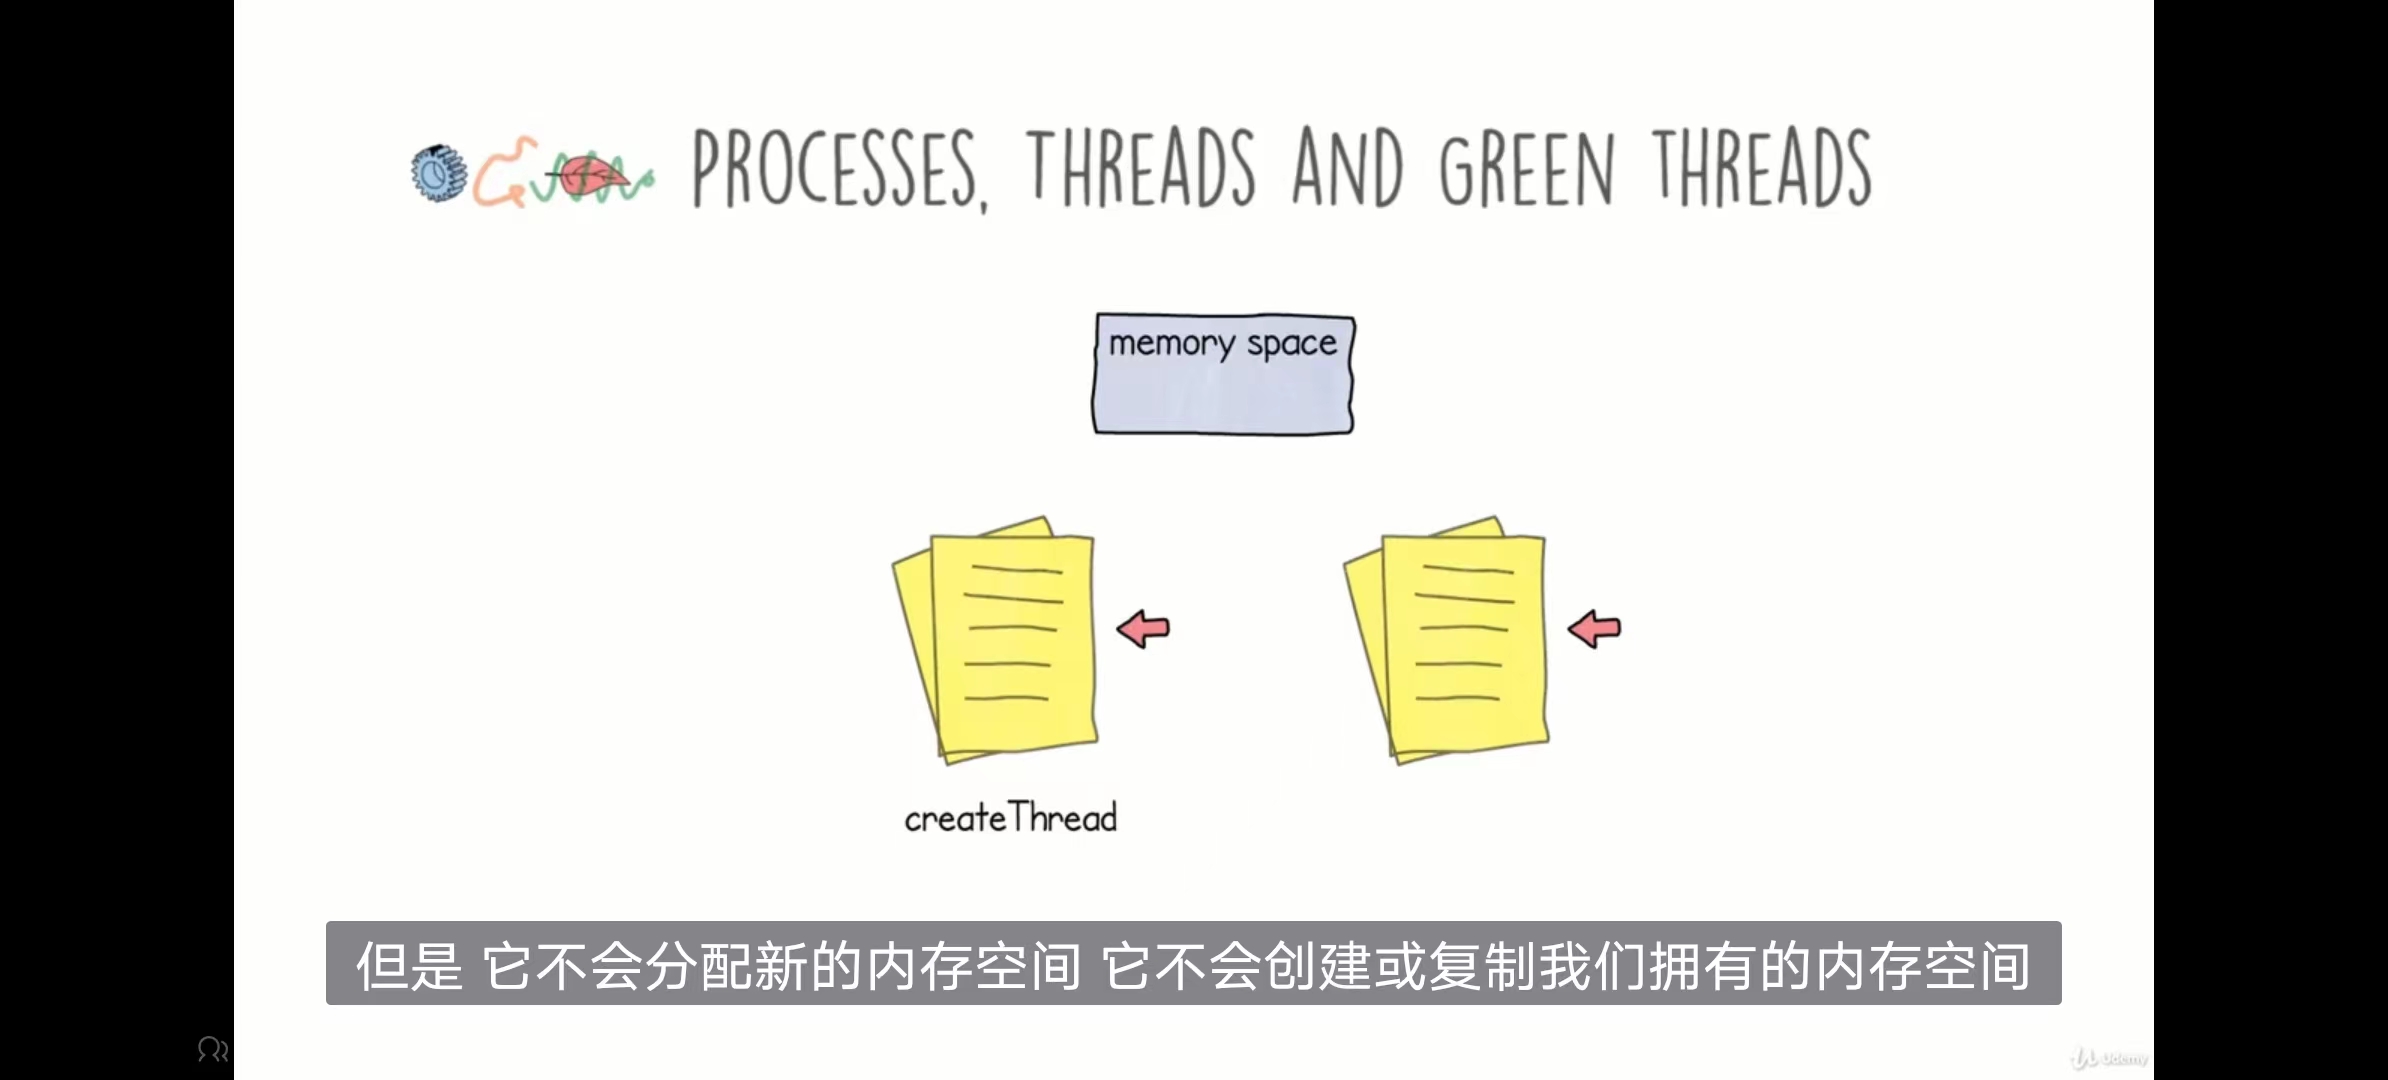 PROCESSES, THREADS AND GREEN THREADS
memory space
createThread
但是 它不会分配新的内存空间 它不会创建或复制我们拥有的内存空间
Udemy